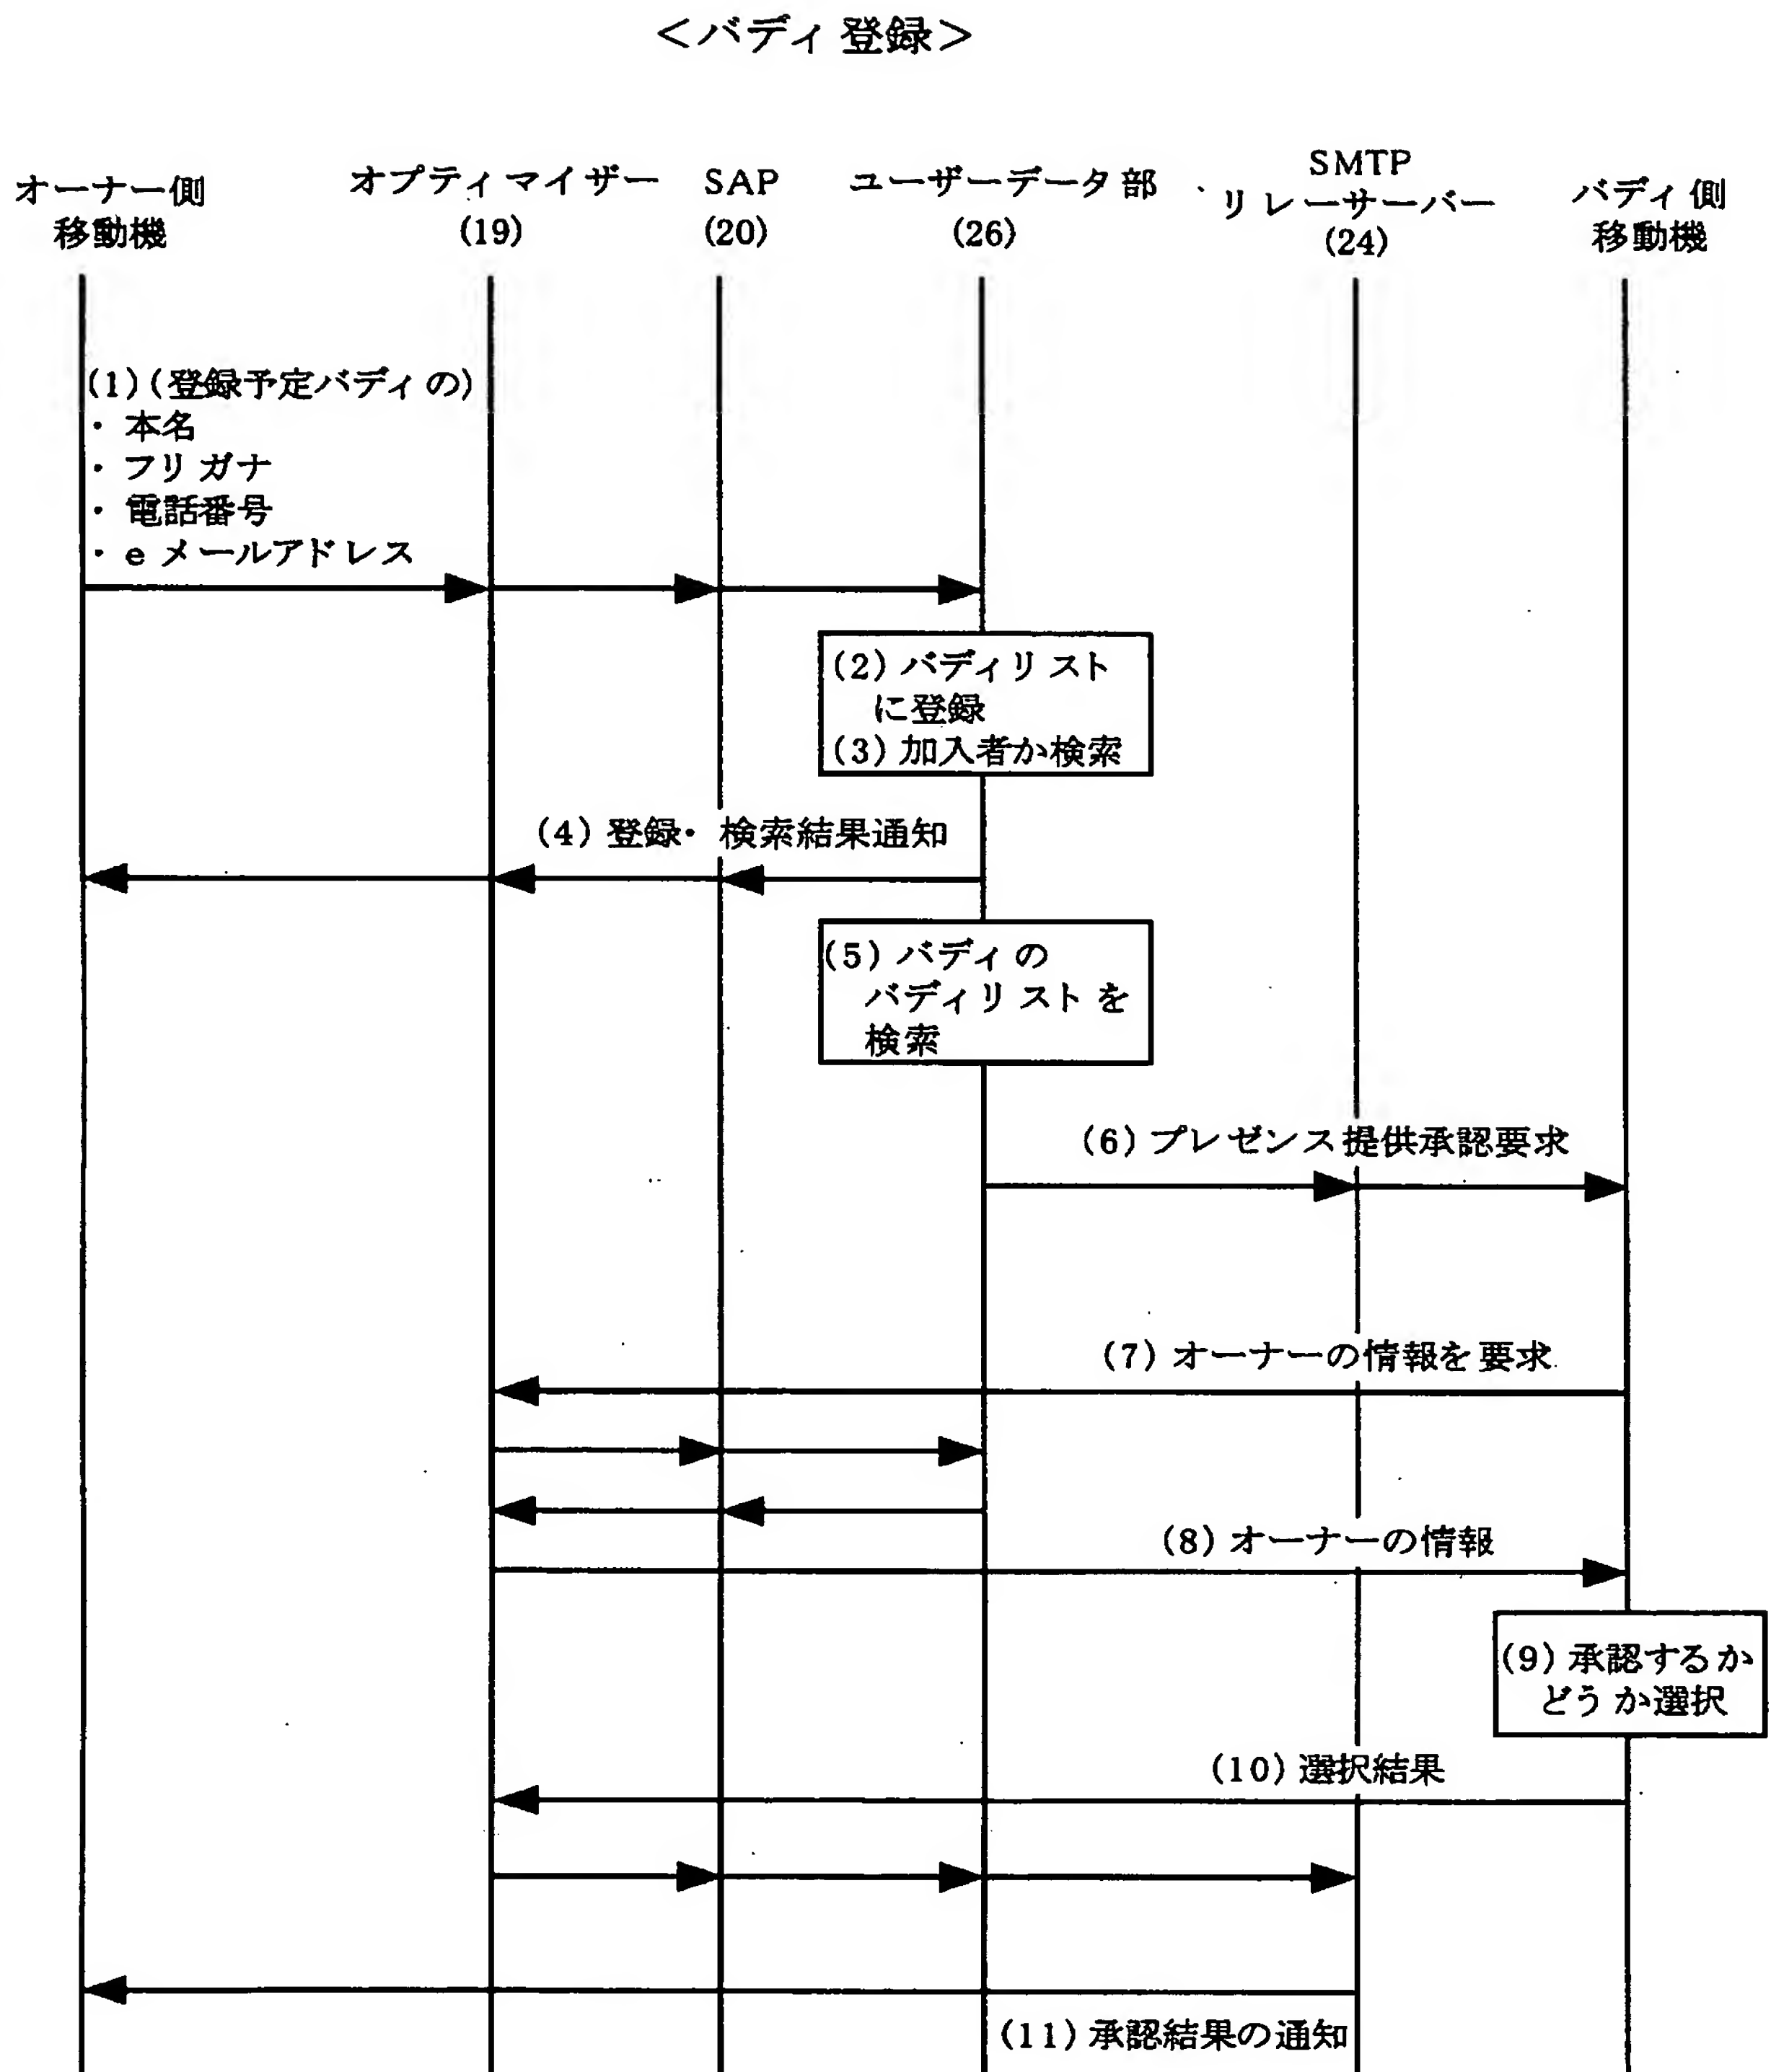 ＜バディ登録＞
オーナー側
移動機
オプティマイザー
(19)
SAP
(20)
ユーザーデータ部
(26)
SMTP
リレーサーバー
(24)
バディ側
移動機
(1)(登録予定バディの)
・本名
・フリガナ
・電話番号
・eメールアドレス
(2)バディリスト
に登録
(3)加入者か検索
(4)登録・検索結果通知
(5)バディの
バディリストを
検索
(6)プレゼンス提供承認要求
(7)オーナーの情報を要求
(8)オーナーの情報
(9)承認するか
どうか選択
(10)選択結果
(11)承認結果の通知